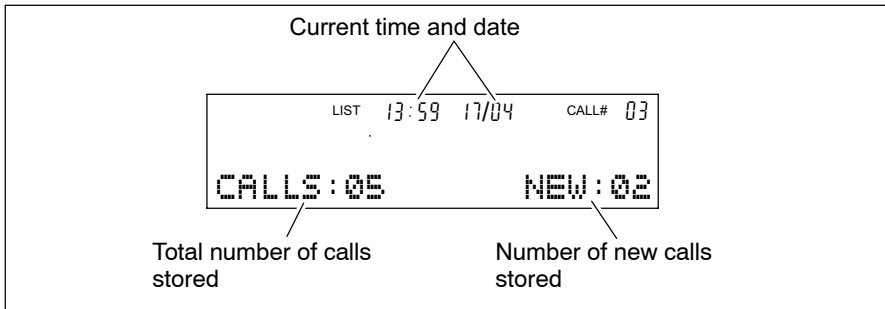 Current time and date
LIST 13:59 17/04 CALL# 03
CALLS:05 NEW:02
Total number of calls
stored
Number of new calls
stored